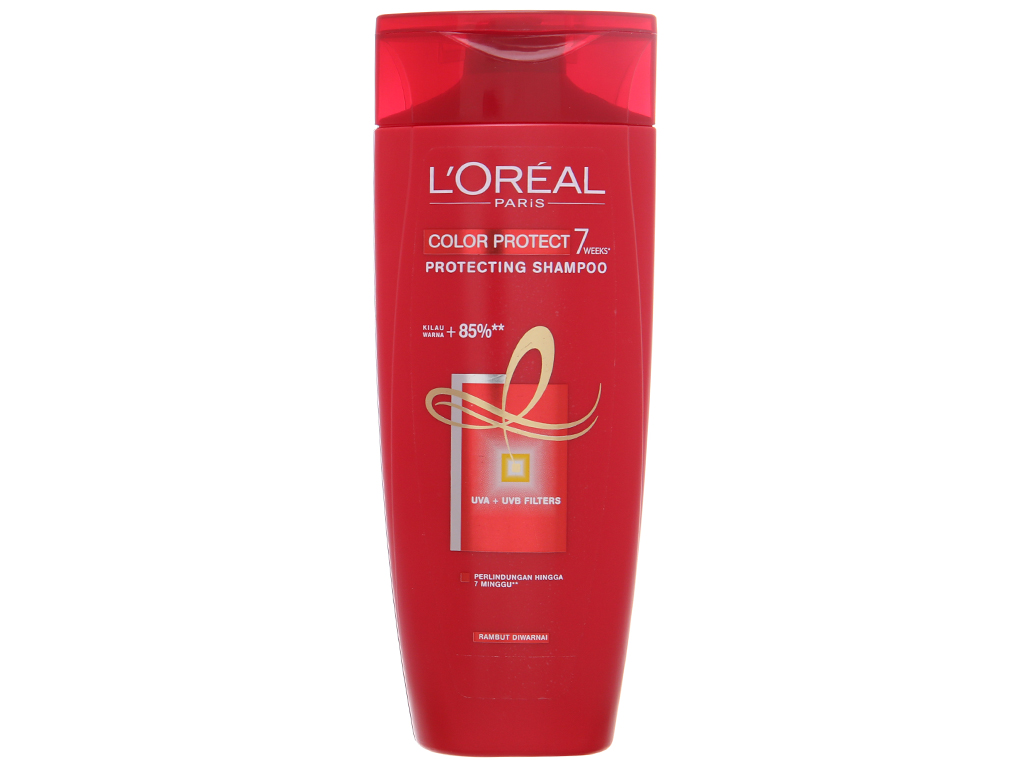 L'ORÉAL
PARIS
COLOR PROTECT 7 WEEKS*
PROTECTING SHAMPOO
KILAU
WARNA + 85%**
UVA + UVB FILTERS
PERLINDUNGAN HINGGA
7 MINGGU**
RAMBUT DIWARNAI